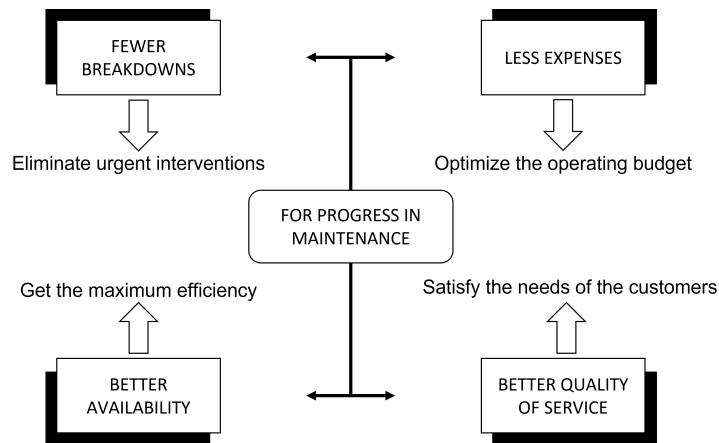 FEWER
BREAKDOWNS
LESS EXPENSES
Eliminate urgent interventions
Optimize the operating budget
FOR PROGRESS IN
MAINTENANCE
Get the maximum efficiency
Satisfy the needs of the customers
BETTER
AVAILABILITY
BETTER QUALITY
OF SERVICE